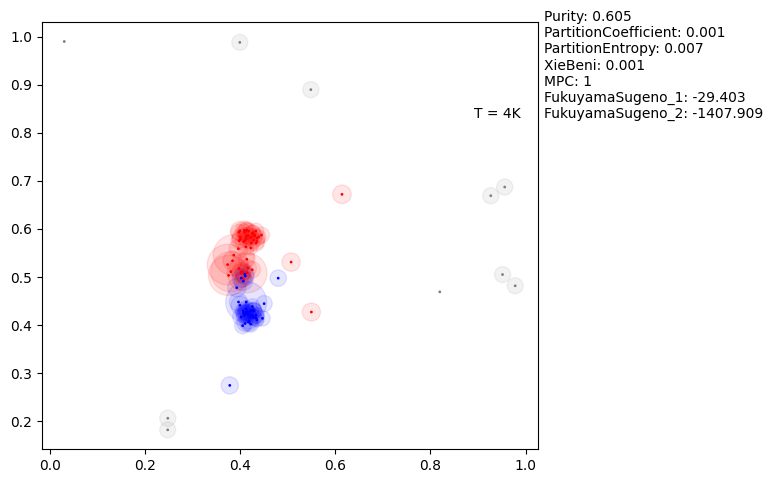 Purity: 0.605
PartitionCoefficient: 0.001
PartitionEntropy: 0.007
XieBeni: 0.001
MPC: 1
FukuyamaSugeno_1: -29.403
FukuyamaSugeno_2: -1407.909
T = 4K
1.0
0.9
0.8
0.7
0.6
0.5
0.4
0.3
0.2
0.0 0.2 0.4 0.6 0.8 1.0